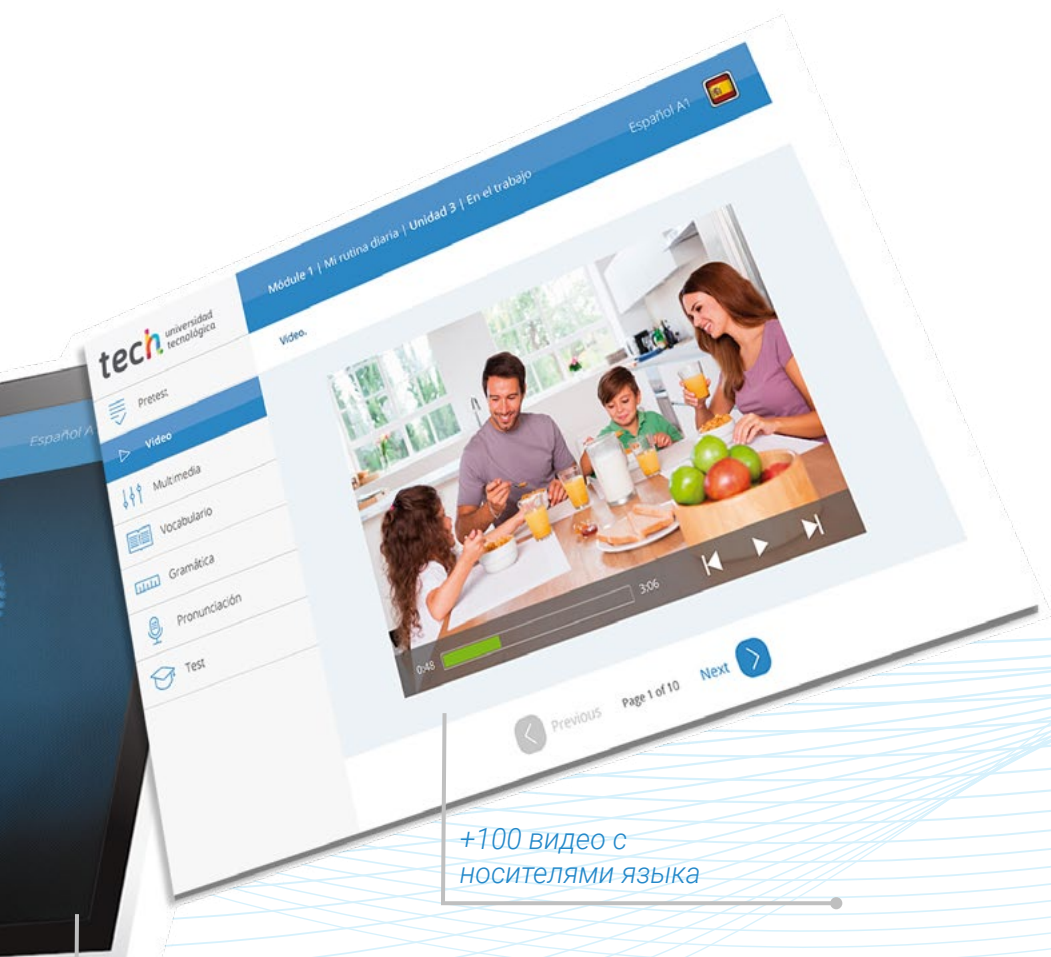 Español A1
Módule 1 | Mi rutina diaria | Unidad 3 | En el trabajo
tech universidad
tecnológica
Video.
Pretest
Video
Multimedia
Vocabulario
Gramática
Pronunciación
Test
Español A
0:48
3:06
Previous
Page 1 of 10
Next
+100 видео с
носителями языка